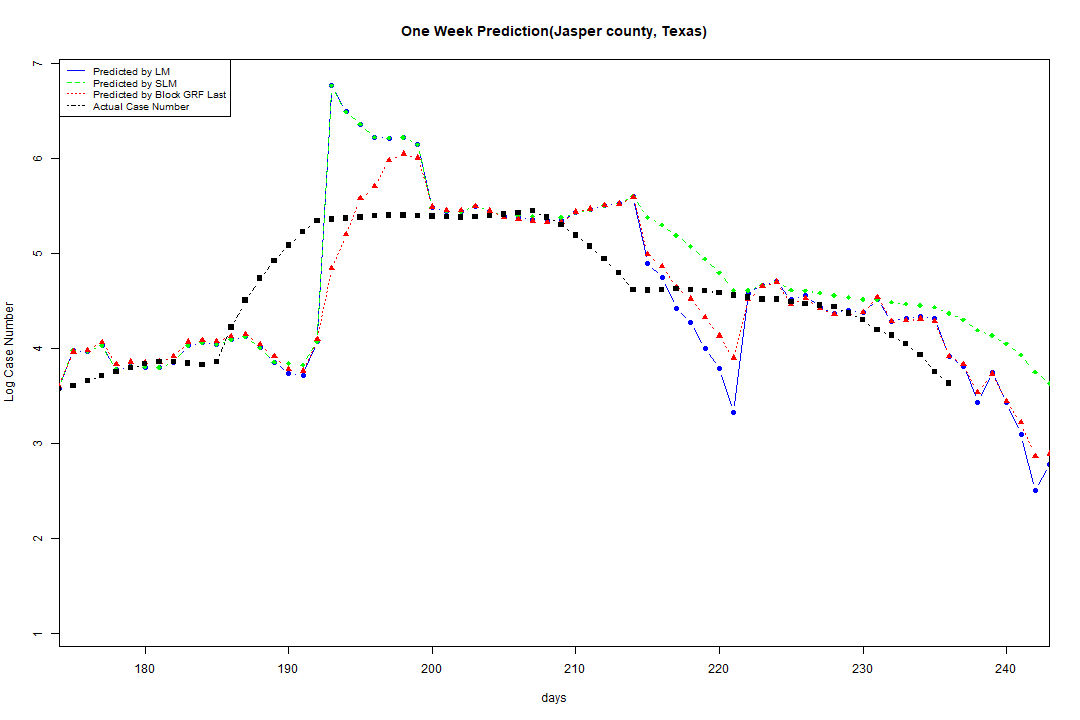 One Week Prediction(Jasper county, Texas)
Predicted by LM
Predicted by SLM
Predicted by Block GRF Last
Actual Case Number
Log Case Number
7
6
5
4
3
2
1
180 190 200 210 220 230 240
days